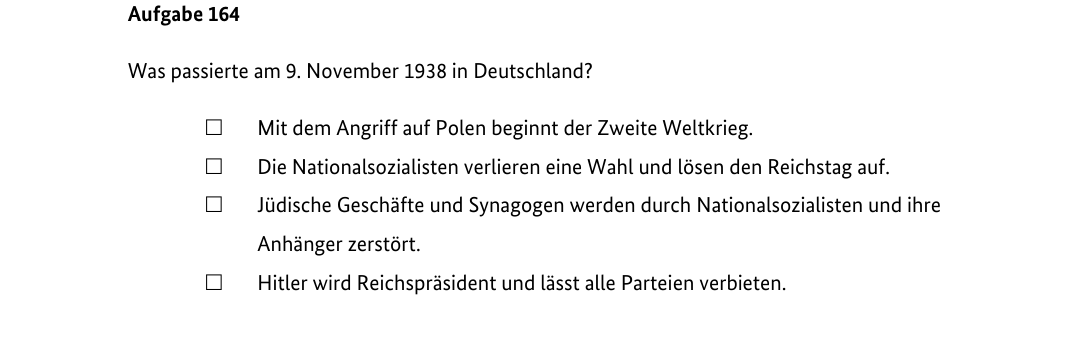 Aufgabe 164
Was passierte am 9. November 1938 in Deutschland?
☐ Mit dem Angriff auf Polen beginnt der Zweite Weltkrieg.
☐ Die Nationalsozialisten verlieren eine Wahl und lösen den Reichstag auf.
☐ Jüdische Geschäfte und Synagogen werden durch Nationalsozialisten und ihre
Anhänger zerstört.
☐ Hitler wird Reichspräsident und lässt alle Parteien verbieten.